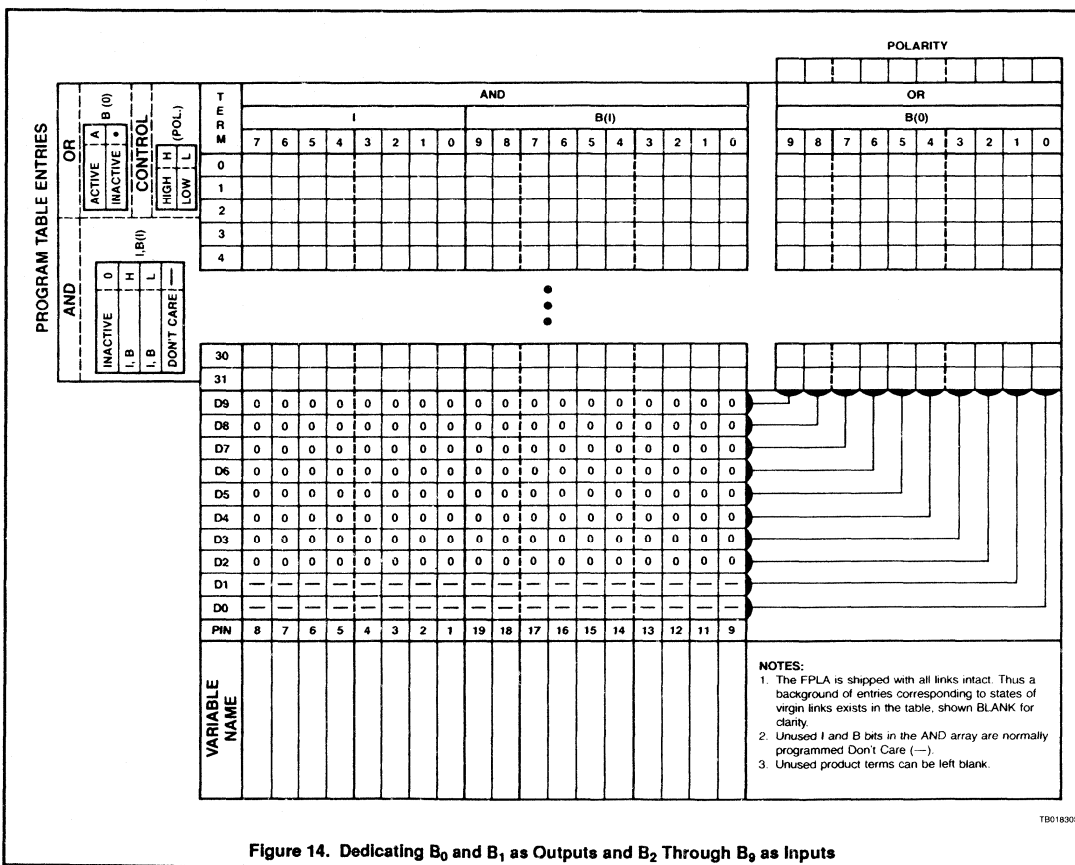 POLARITY
PROGRAM TABLE ENTRIES
OR
B (0)
ACTIVE A
INACTIVE •
CONTROL
(POL.)
HIGH H
LOW L
AND
I,B(I)
INACTIVE 0
I, B H
I, B L
DON'T CARE —
TERM AND OR
I B(I) B(0)
7 6 5 4 3 2 1 0 9 8 7 6 5 4 3 2 1 0 9 8 7 6 5 4 3 2 1 0
0
1
2
3
4
30
31
D9 0 0 0 0 0 0 0 0 0 0 0 0 0 0 0 0 0 0
D8 0 0 0 0 0 0 0 0 0 0 0 0 0 0 0 0 0 0
D7 0 0 0 0 0 0 0 0 0 0 0 0 0 0 0 0 0 0
D6 0 0 0 0 0 0 0 0 0 0 0 0 0 0 0 0 0 0
D5 0 0 0 0 0 0 0 0 0 0 0 0 0 0 0 0 0 0
D4 0 0 0 0 0 0 0 0 0 0 0 0 0 0 0 0 0 0
D3 0 0 0 0 0 0 0 0 0 0 0 0 0 0 0 0 0 0
D2 0 0 0 0 0 0 0 0 0 0 0 0 0 0 0 0 0 0
D1 — — — — — — — — — — — — — — — — — —
D0 — — — — — — — — — — — — — — — — — —
PIN 8 7 6 5 4 3 2 1 19 18 17 16 15 14 13 12 11 9
VARIABLE
NAME
NOTES:
1. The FPLA is shipped with all links intact. Thus a
background of entries corresponding to states of
virgin links exists in the table, shown BLANK for
clarity.
2. Unused I and B bits in the AND array are normally
programmed Don't Care (—).
3. Unused product terms can be left blank.
Figure 14. Dedicating B₀ and B₁ as Outputs and B₂ Through B₉ as Inputs